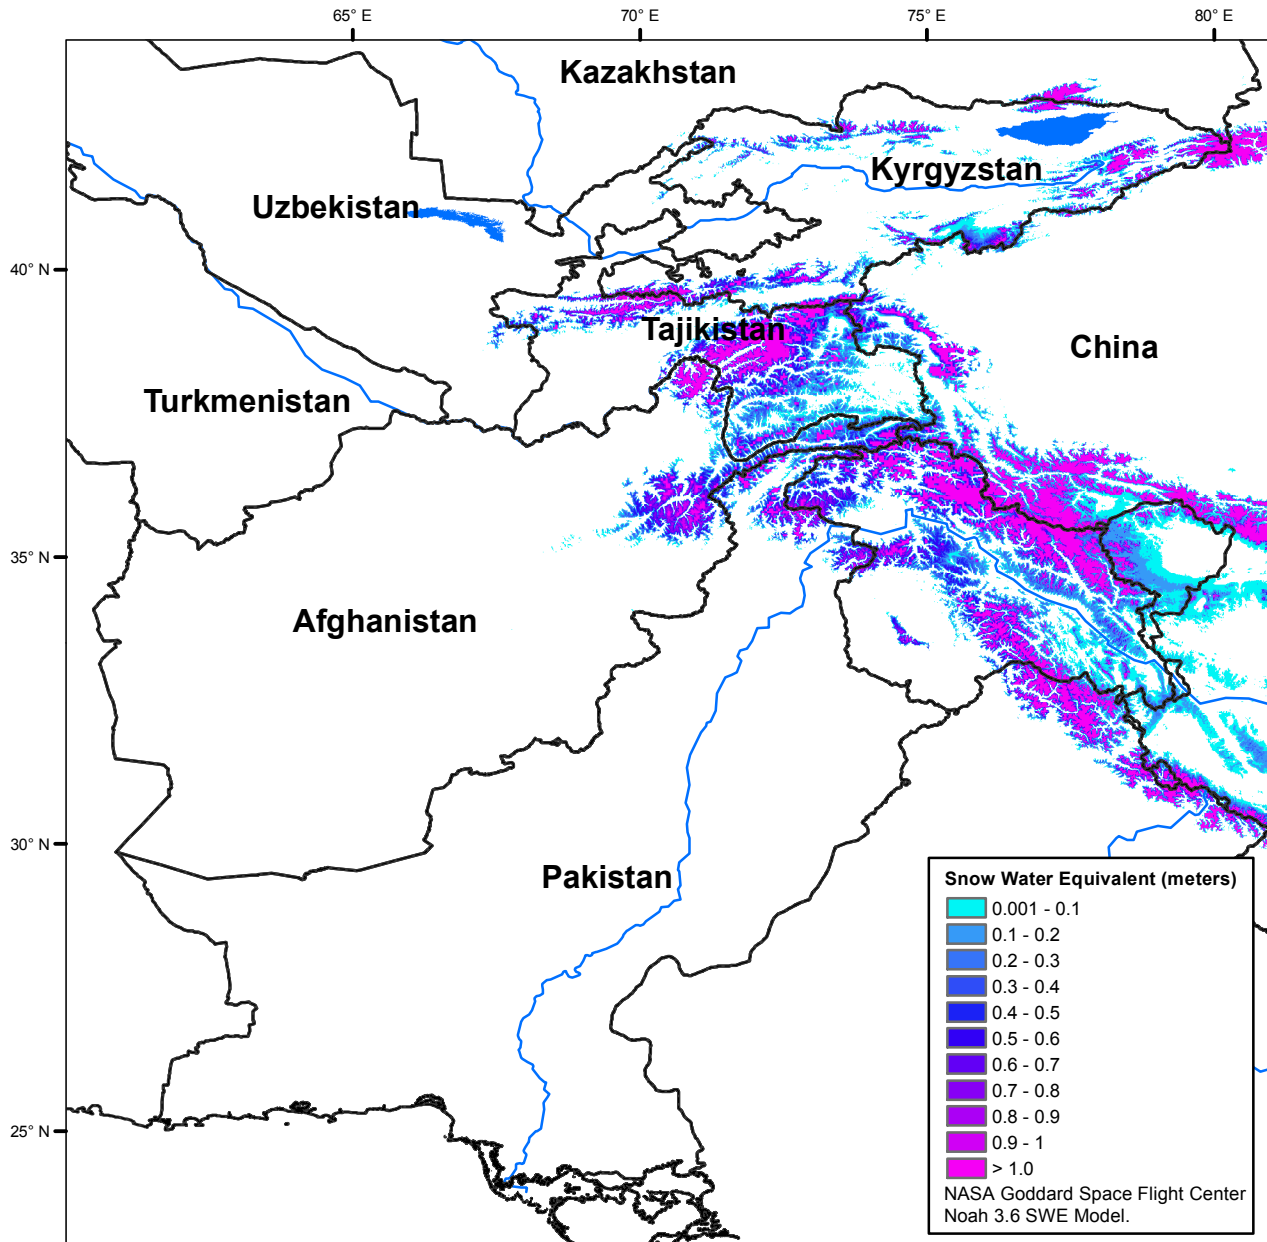 65° E
70° E
75° E
80° E
Kazakhstan
Kyrgyzstan
Uzbekistan
40° N
Tajikistan
China
Turkmenistan
35° N
Afghanistan
30° N
Pakistan
25° N
Snow Water Equivalent (meters)
0.001 - 0.1
0.1 - 0.2
0.2 - 0.3
0.3 - 0.4
0.4 - 0.5
0.5 - 0.6
0.6 - 0.7
0.7 - 0.8
0.8 - 0.9
0.9 - 1
> 1.0
NASA Goddard Space Flight Center
Noah 3.6 SWE Model.